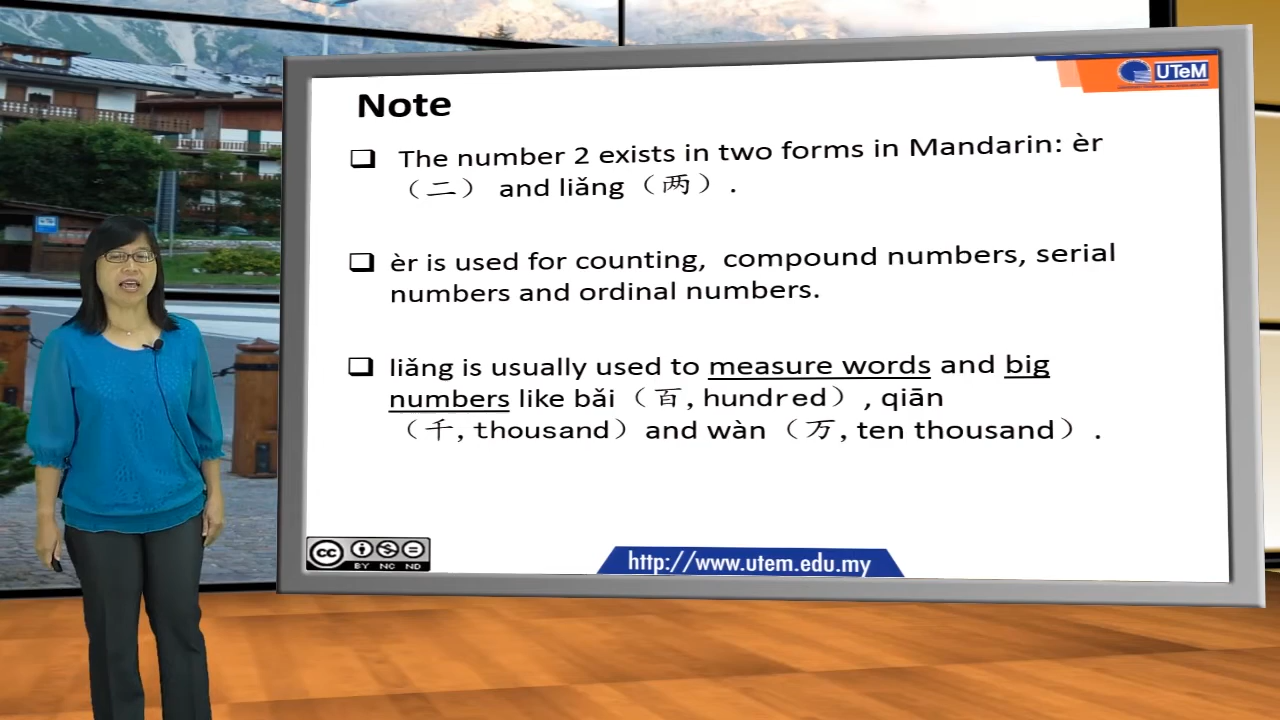 UTeM
Note
❑ The number 2 exists in two forms in Mandarin: èr
（二） and liǎng（两）.
❑ èr is used for counting, compound numbers, serial
numbers and ordinal numbers.
❑ liǎng is usually used to measure words and big
numbers like bǎi（百, hundred）, qiān
（千, thousand）and wàn（万, ten thousand）.
cc BY NC ND
http://www.utem.edu.my